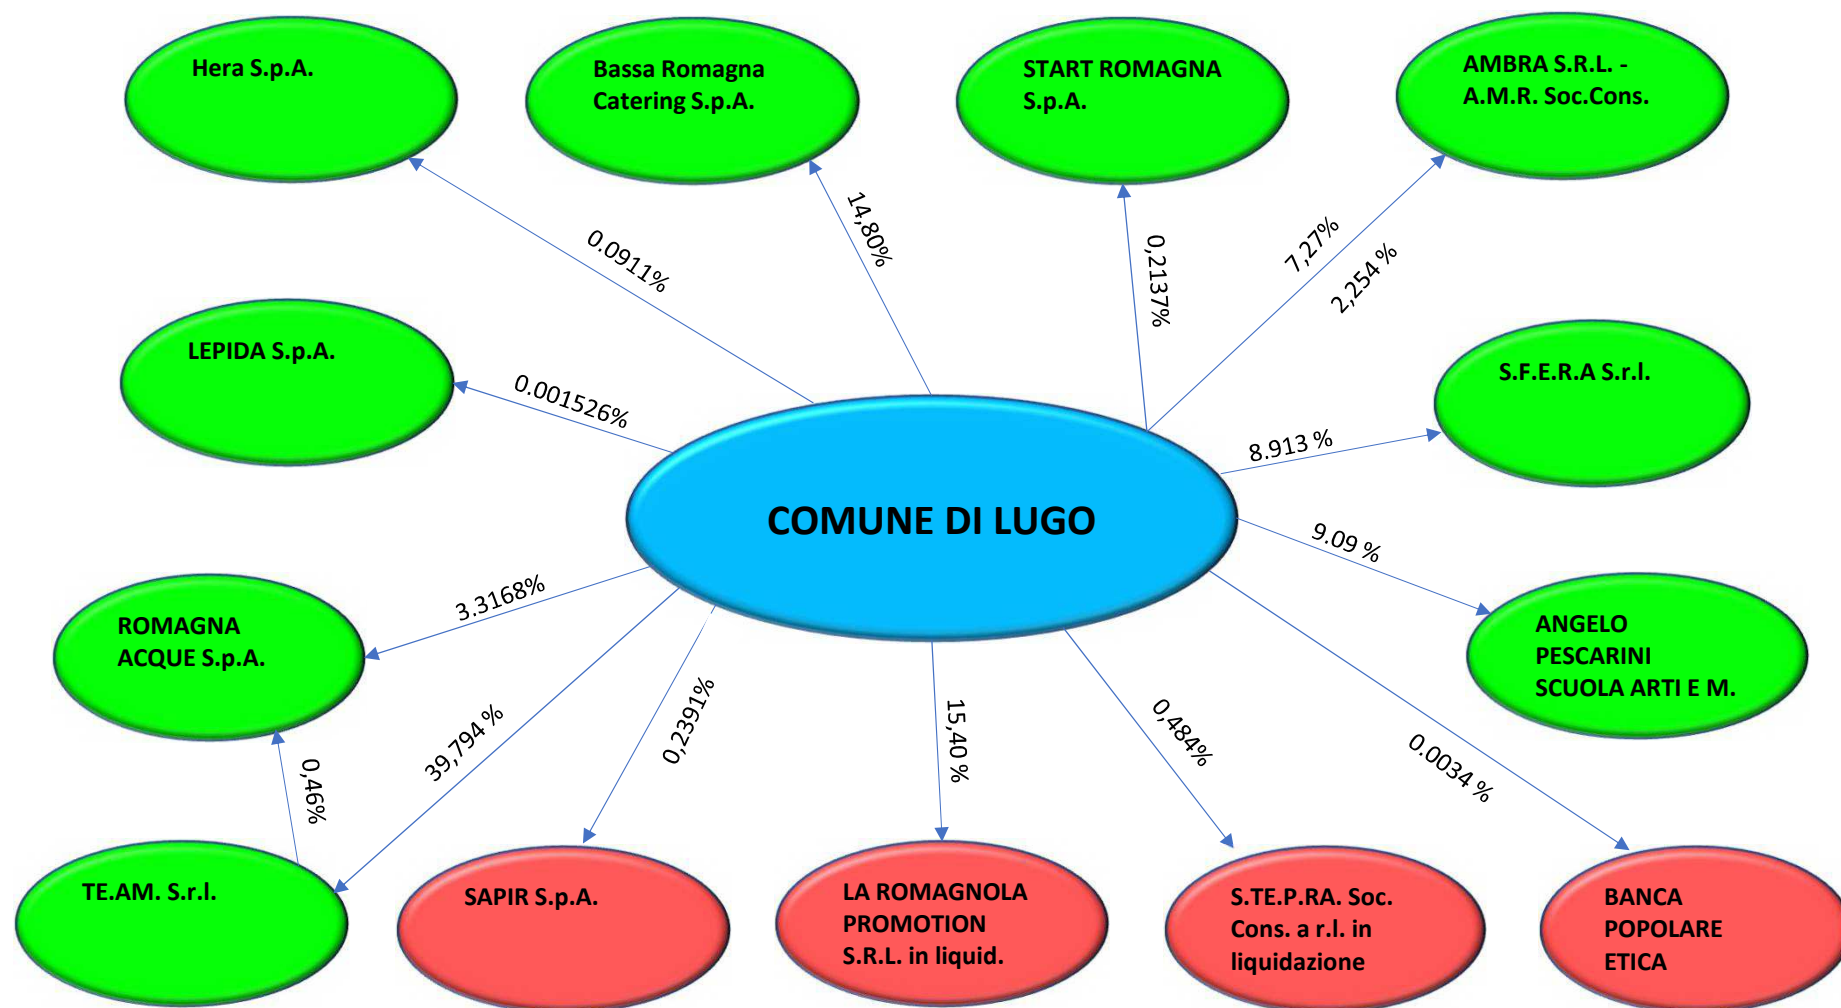 Hera S.p.A.
Bassa Romagna
Catering S.p.A.
START ROMAGNA
S.p.A.
AMBRA S.R.L. -
A.M.R. Soc.Cons.
0.0911%
14,80%
0,2137%
7,27%
2,254 %
LEPIDA S.p.A.
0.001526%
S.F.E.R.A S.r.l.
8.913 %
COMUNE DI LUGO
9.09 %
3.3168%
ROMAGNA
ACQUE S.p.A.
ANGELO
PESCARINI
SCUOLA ARTI E M.
0,46%
39,794 %
0,2391%
15,40 %
0,484%
0.0034 %
TE.AM. S.r.l.
SAPIR S.p.A.
LA ROMAGNOLA
PROMOTION
S.R.L. in liquid.
S.TE.P.RA. Soc.
Cons. a r.l. in
liquidazione
BANCA
POPOLARE
ETICA